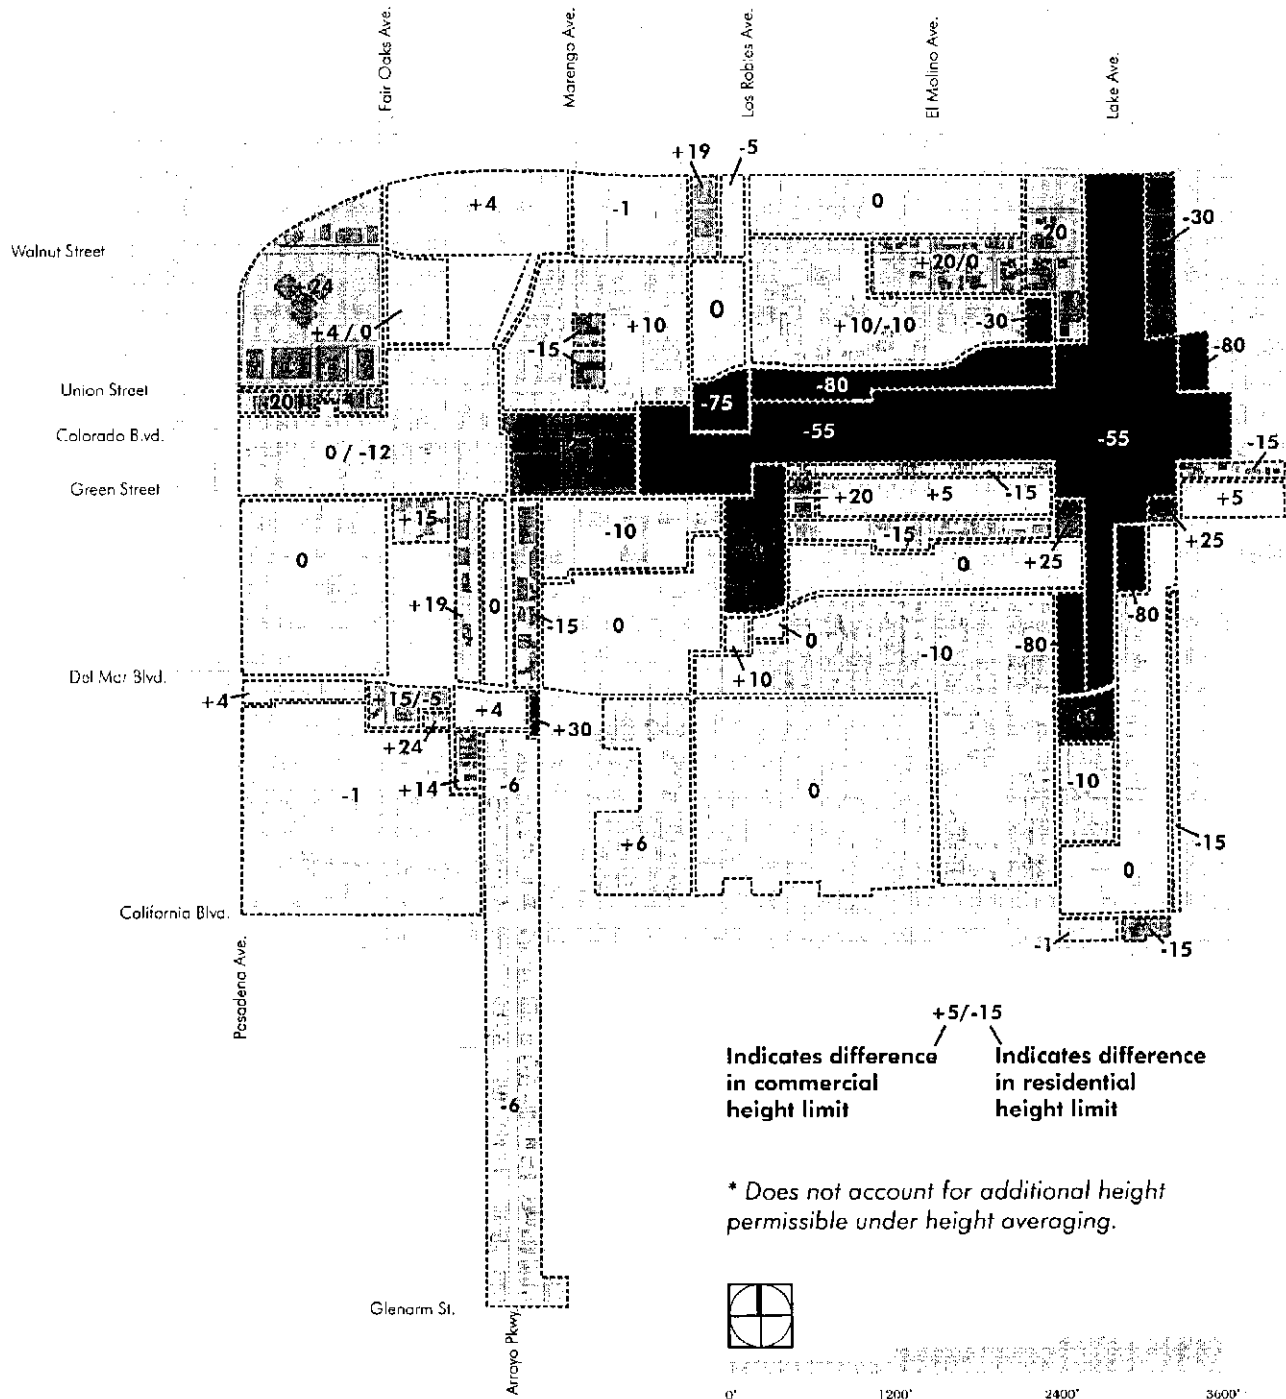 Fair Oaks Ave.
Marengo Ave.
Los Robles Ave.
El Molino Ave.
Lake Ave.
+19
-5
+4
-1
0
-20
-30
Walnut Street
+24
+20/0
+4 / 0
+10
0
+10/-10
-30
-15
-80
Union Street
-20
-80
-75
Colorado Blvd.
0 / -12
-55
-55
-15
Green Street
+20
+5
-15
+5
+15
-10
-15
+25
0
0
+25
+19
0
-15
0
0
-80
-80
-10
Del Mar Blvd.
+10
+4
+15/-5
+4
+30
+24
-10
-1
+14
-6
0
+6
-15
0
California Blvd.
-1
-15
Pasadena Ave.
+5/-15
Indicates difference
in commercial
height limit
Indicates difference
in residential
height limit
-6
* Does not account for additional height
permissible under height averaging.
Glenarm St.
Arroyo Pkwy.
0'
1200'
2400'
3600'